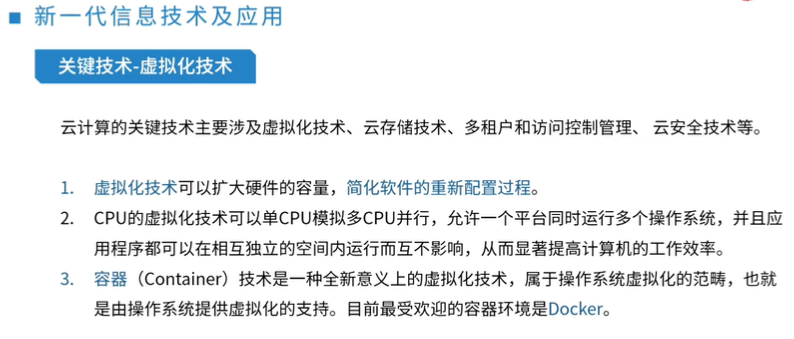 ■ 新一代信息技术及应用
关键技术-虚拟化技术
云计算的关键技术主要涉及虚拟化技术、云存储技术、多租户和访问控制管理、 云安全技术等。
1. 虚拟化技术可以扩大硬件的容量，简化软件的重新配置过程。
2. CPU的虚拟化技术可以单CPU模拟多CPU并行，允许一个平台同时运行多个操作系统，并且应
用程序都可以在相互独立的空间内运行而互不影响，从而显著提高计算机的工作效率。
3. 容器（Container）技术是一种全新意义上的虚拟化技术，属于操作系统虚拟化的范畴，也就
是由操作系统提供虚拟化的支持。目前最受欢迎的容器环境是Docker。